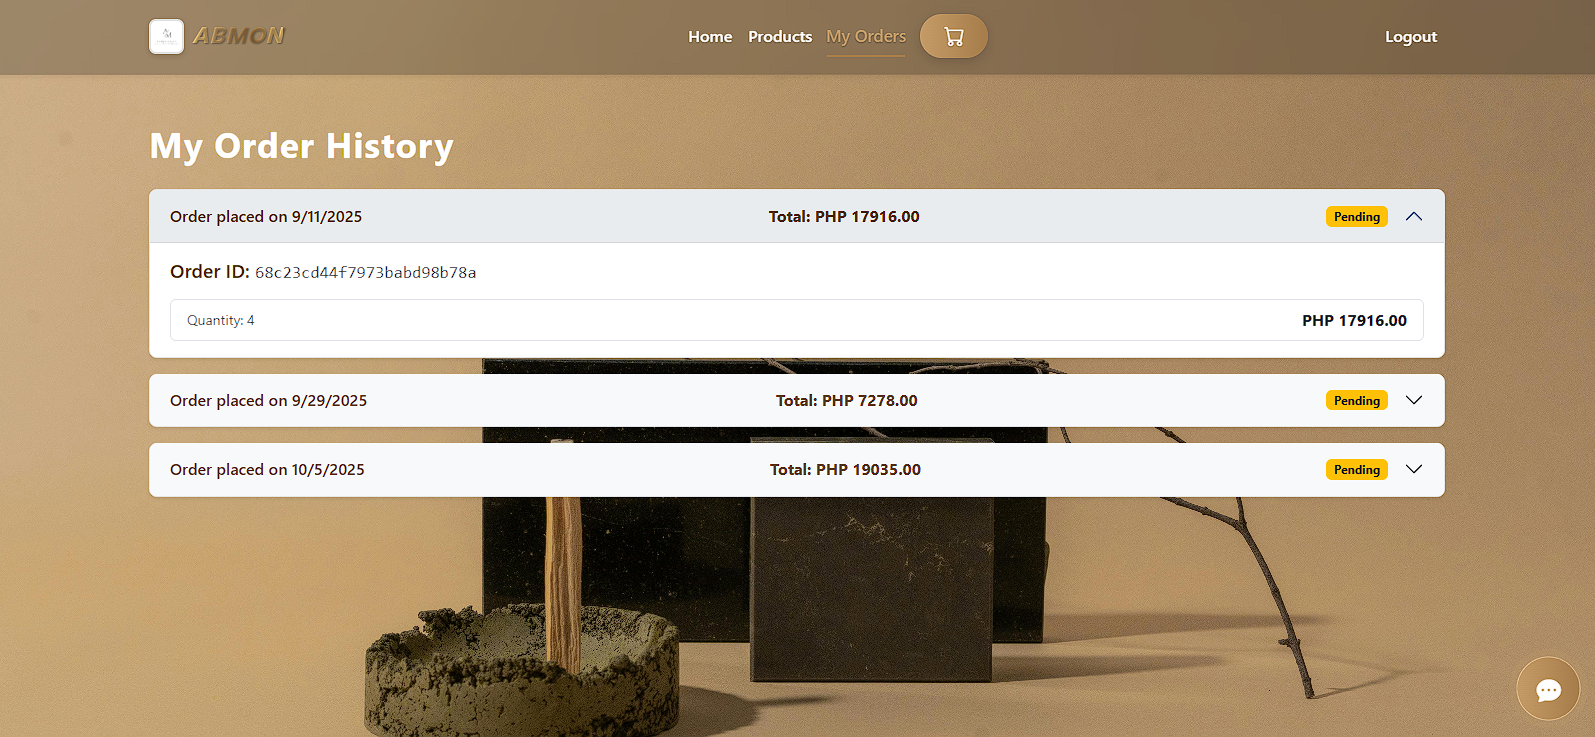 ABMON
Home Products My Orders
Logout
My Order History
Order placed on 9/11/2025 Total: PHP 17916.00 Pending
Order ID: 68c23cd44f7973babd98b78a
Quantity: 4 PHP 17916.00
Order placed on 9/29/2025 Total: PHP 7278.00 Pending
Order placed on 10/5/2025 Total: PHP 19035.00 Pending